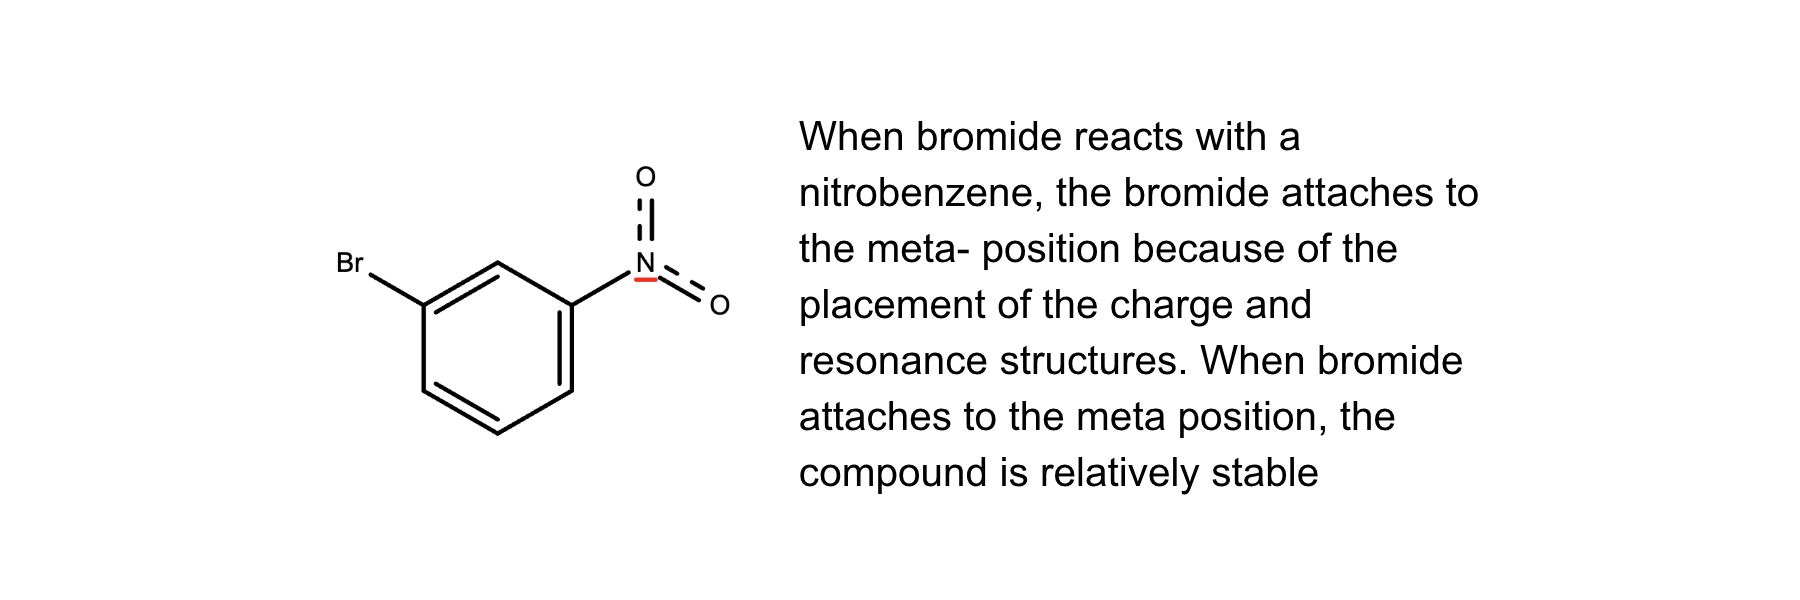 O
Br
N
O
When bromide reacts with a
nitrobenzene, the bromide attaches to
the meta- position because of the
placement of the charge and
resonance structures. When bromide
attaches to the meta position, the
compound is relatively stable